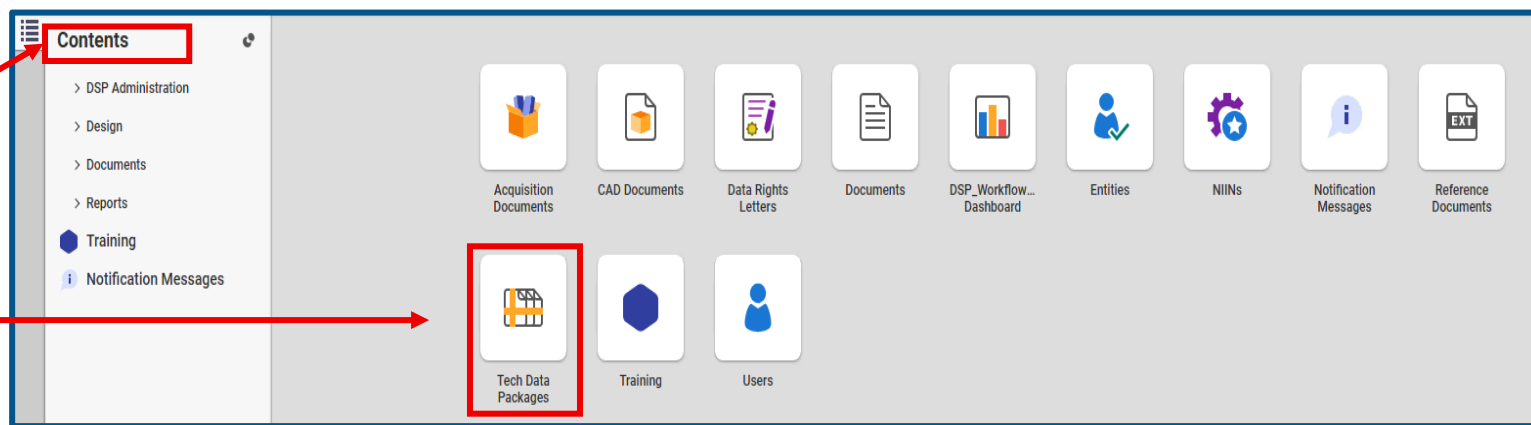 Contents
> DSP Administration
> Design
> Documents
> Reports
Training
i Notification Messages
i
EXT
Acquisition
Documents
CAD Documents
Data Rights
Letters
Documents
DSP_Workflow...
Dashboard
Entities
NIINs
Notification
Messages
Reference
Documents
Tech Data
Packages
Training
Users